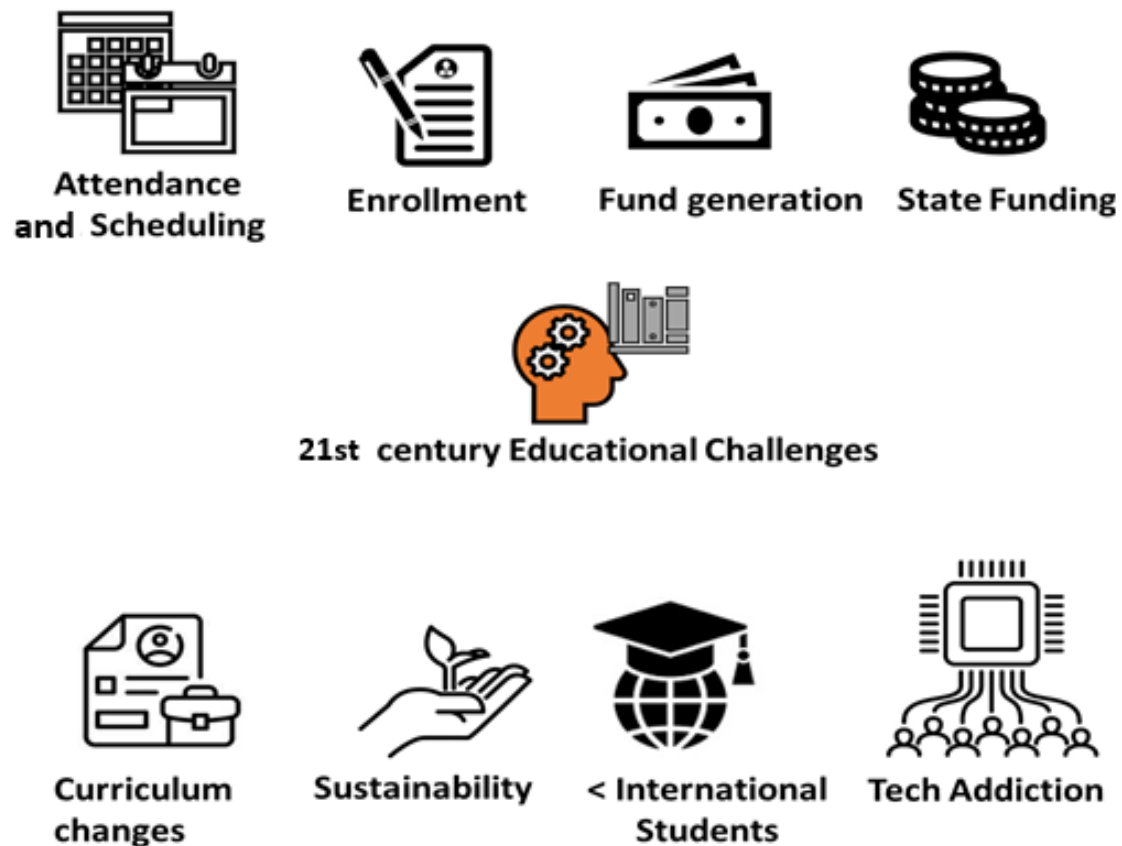 Attendance
and Scheduling
Enrollment
Fund generation
State Funding
21st century Educational Challenges
Curriculum
changes
Sustainability
< International
Students
Tech Addiction